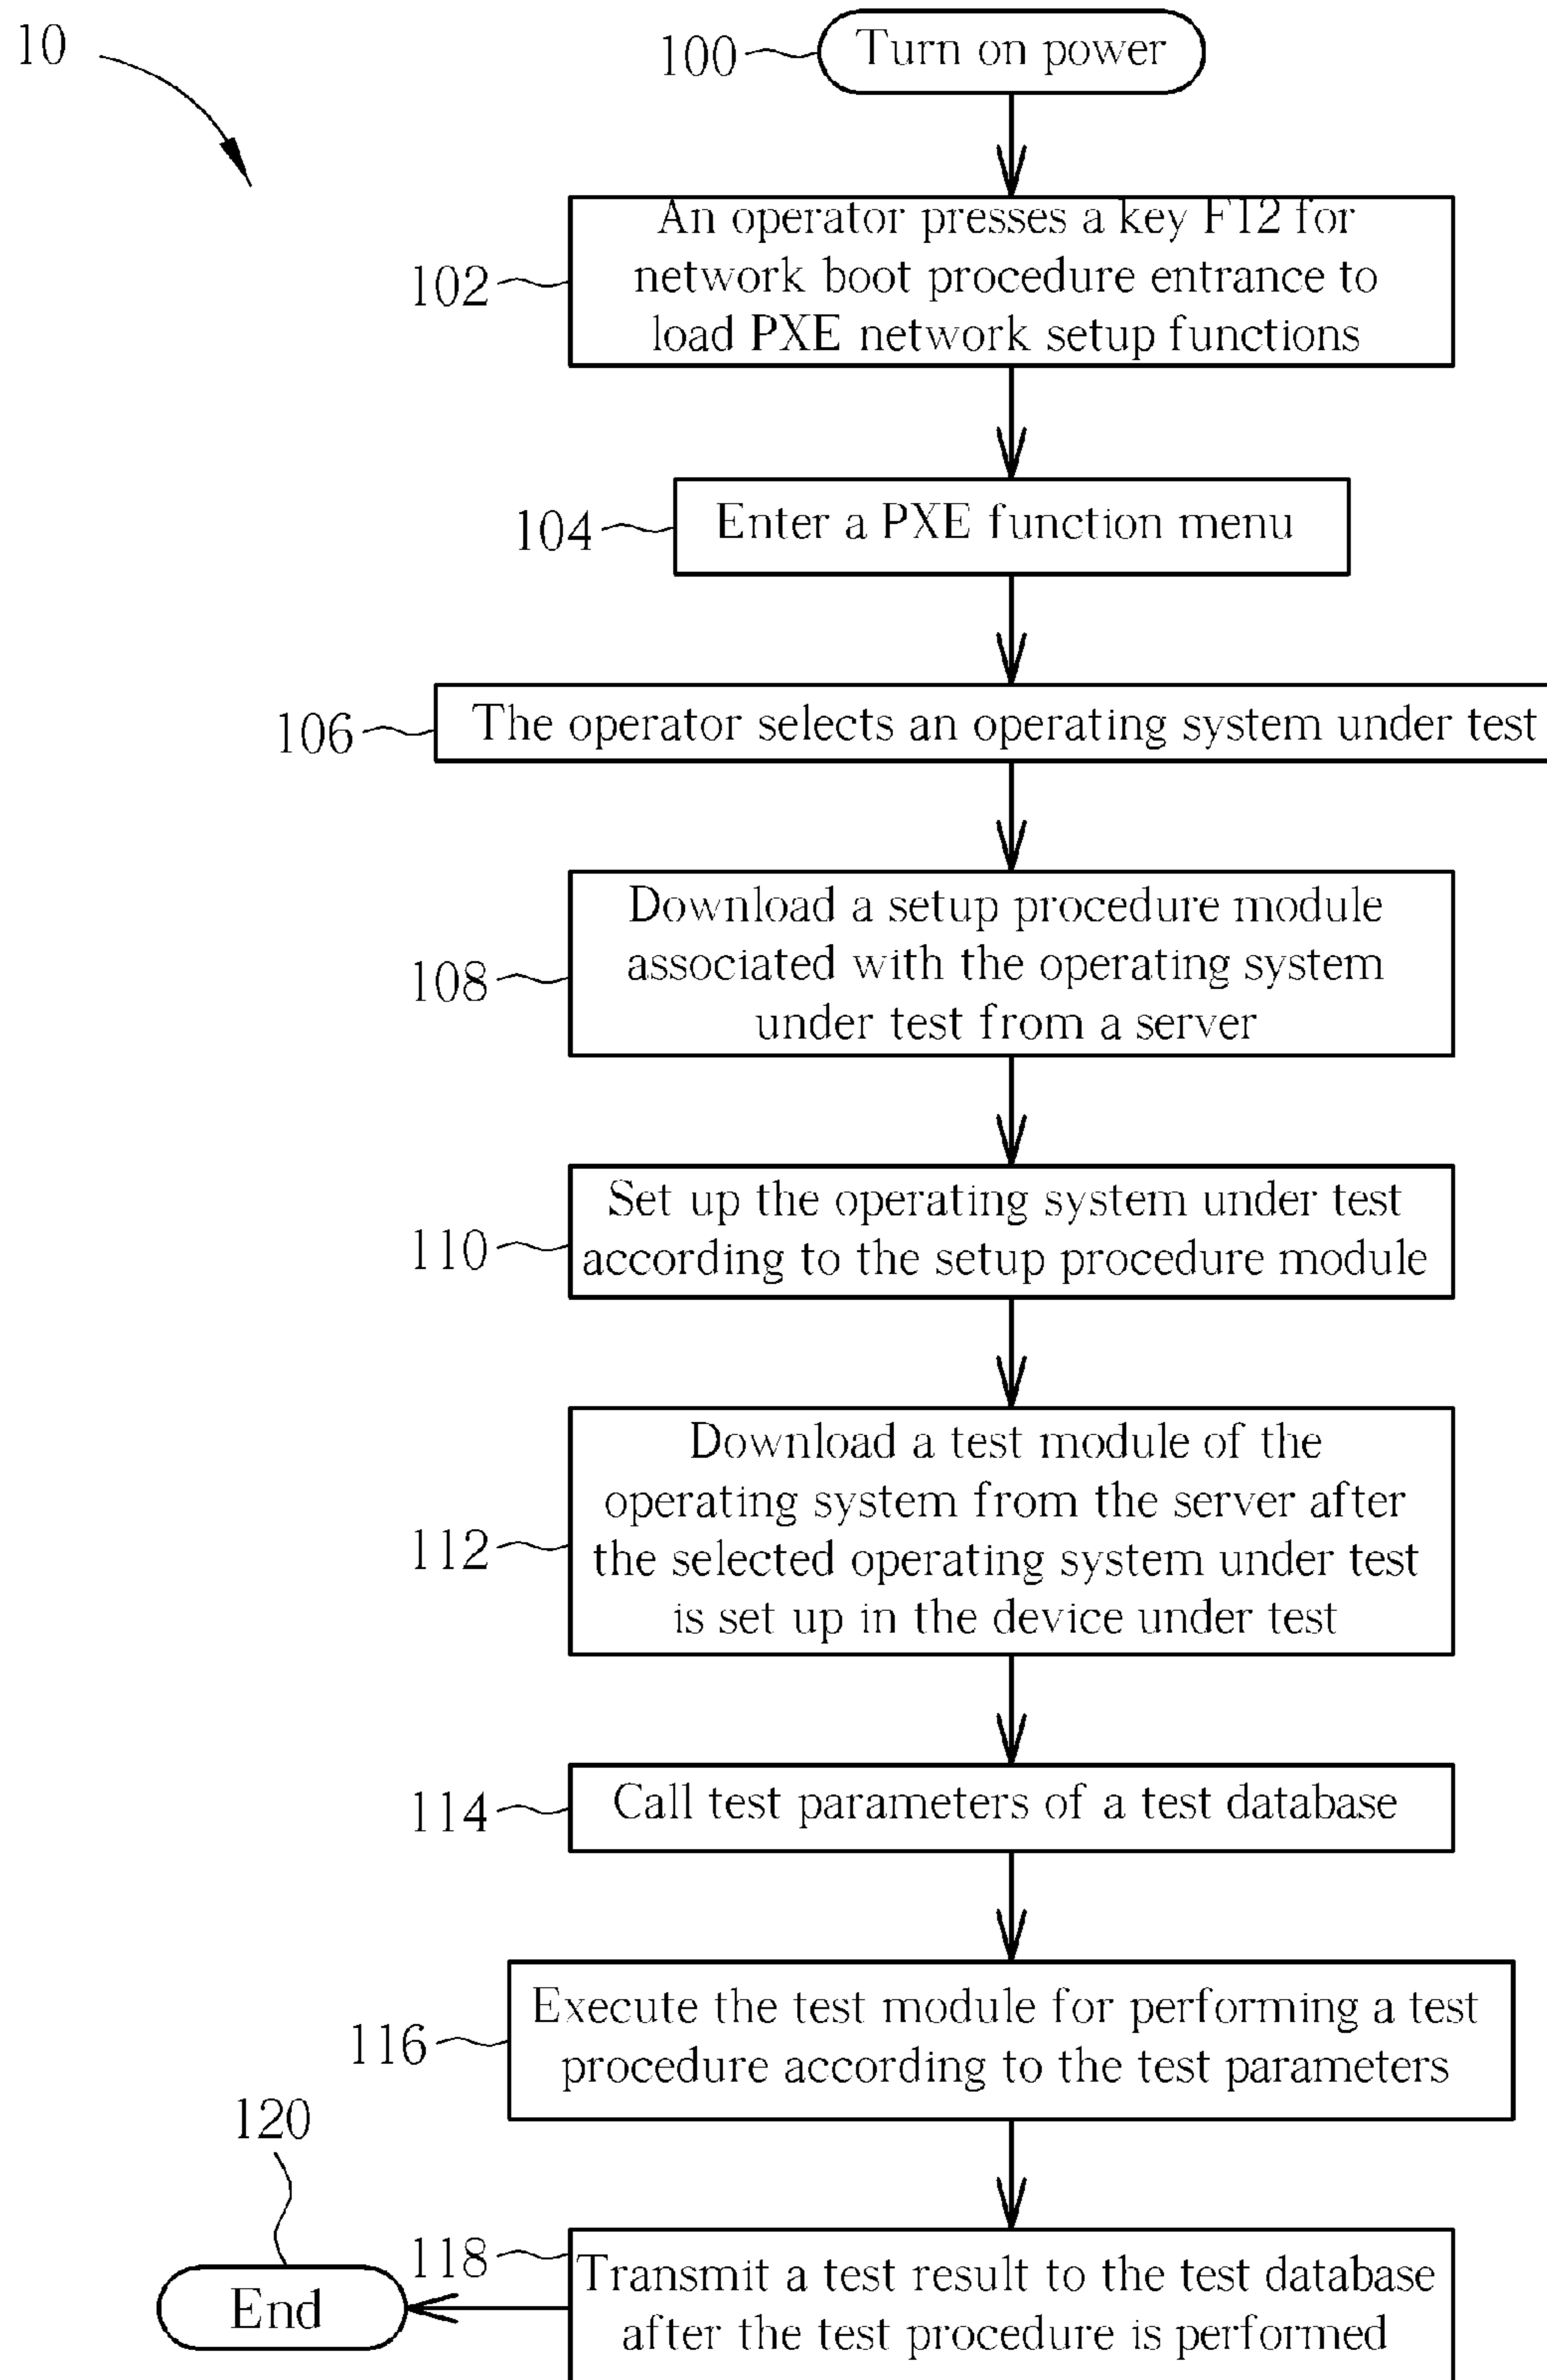 10
100
Turn on power
102
An operator presses a key F12 for
network boot procedure entrance to
load PXE network setup functions
104
Enter a PXE function menu
106
The operator selects an operating system under test
108
Download a setup procedure module
associated with the operating system
under test from a server
110
Set up the operating system under test
according to the setup procedure module
112
Download a test module of the
operating system from the server after
the selected operating system under test
is set up in the device under test
114
Call test parameters of a test database
116
Execute the test module for performing a test
procedure according to the test parameters
118
Transmit a test result to the test database
after the test procedure is performed
120
End